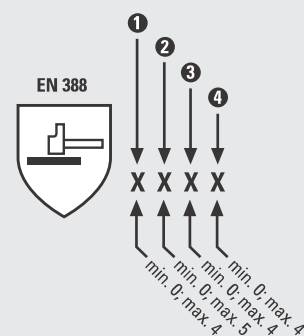 1
2
3
4
EN 388
X X X X
min. 0; max. 4
min. 0; max. 5
min. 0; max. 4
min. 0; max. 4